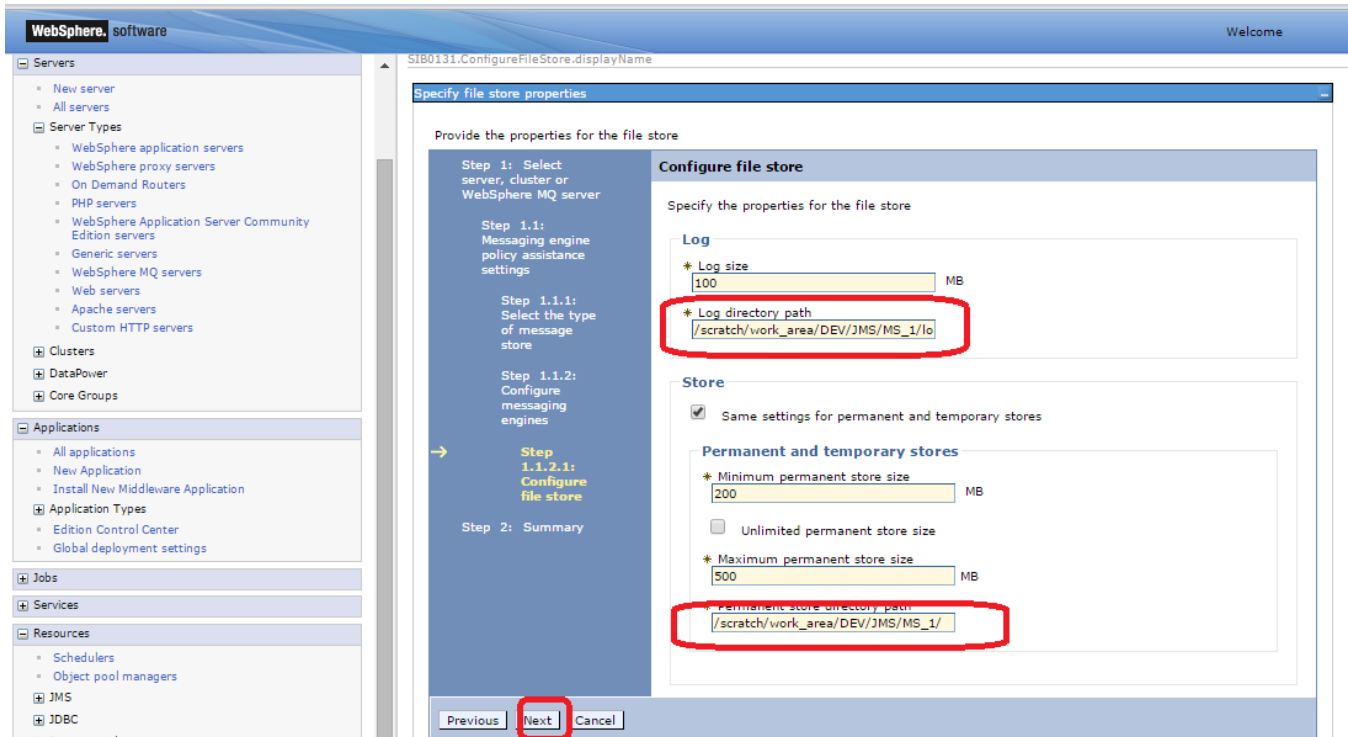 WebSphere. software
Welcome
Servers
New server
All servers
Server Types
WebSphere application servers
WebSphere proxy servers
On Demand Routers
PHP servers
WebSphere Application Server Community
Edition servers
Generic servers
WebSphere MQ servers
Web servers
Apache servers
Custom HTTP servers
Clusters
DataPower
Core Groups
Applications
All applications
New Application
Install New Middleware Application
Application Types
Edition Control Center
Global deployment settings
Jobs
Services
Resources
Schedulers
Object pool managers
JMS
JDBC
SIB0131.ConfigureFileStore.displayName
Specify file store properties
Provide the properties for the file store
Step 1: Select
server, cluster or
WebSphere MQ server
Step 1.1:
Messaging engine
policy assistance
settings
Step 1.1.1:
Select the type
of message
store
Step 1.1.2:
Configure
messaging
engines
Step
1.1.2.1:
Configure
file store
Step 2: Summary
Configure file store
Specify the properties for the file store
Log
* Log size
100 MB
* Log directory path
/scratch/work_area/DEV/JMS/MS_1/lo
Store
Same settings for permanent and temporary stores
Permanent and temporary stores
* Minimum permanent store size
200 MB
Unlimited permanent store size
* Maximum permanent store size
500 MB
* Permanent store directory path
/scratch/work_area/DEV/JMS/MS_1/
Previous Next Cancel